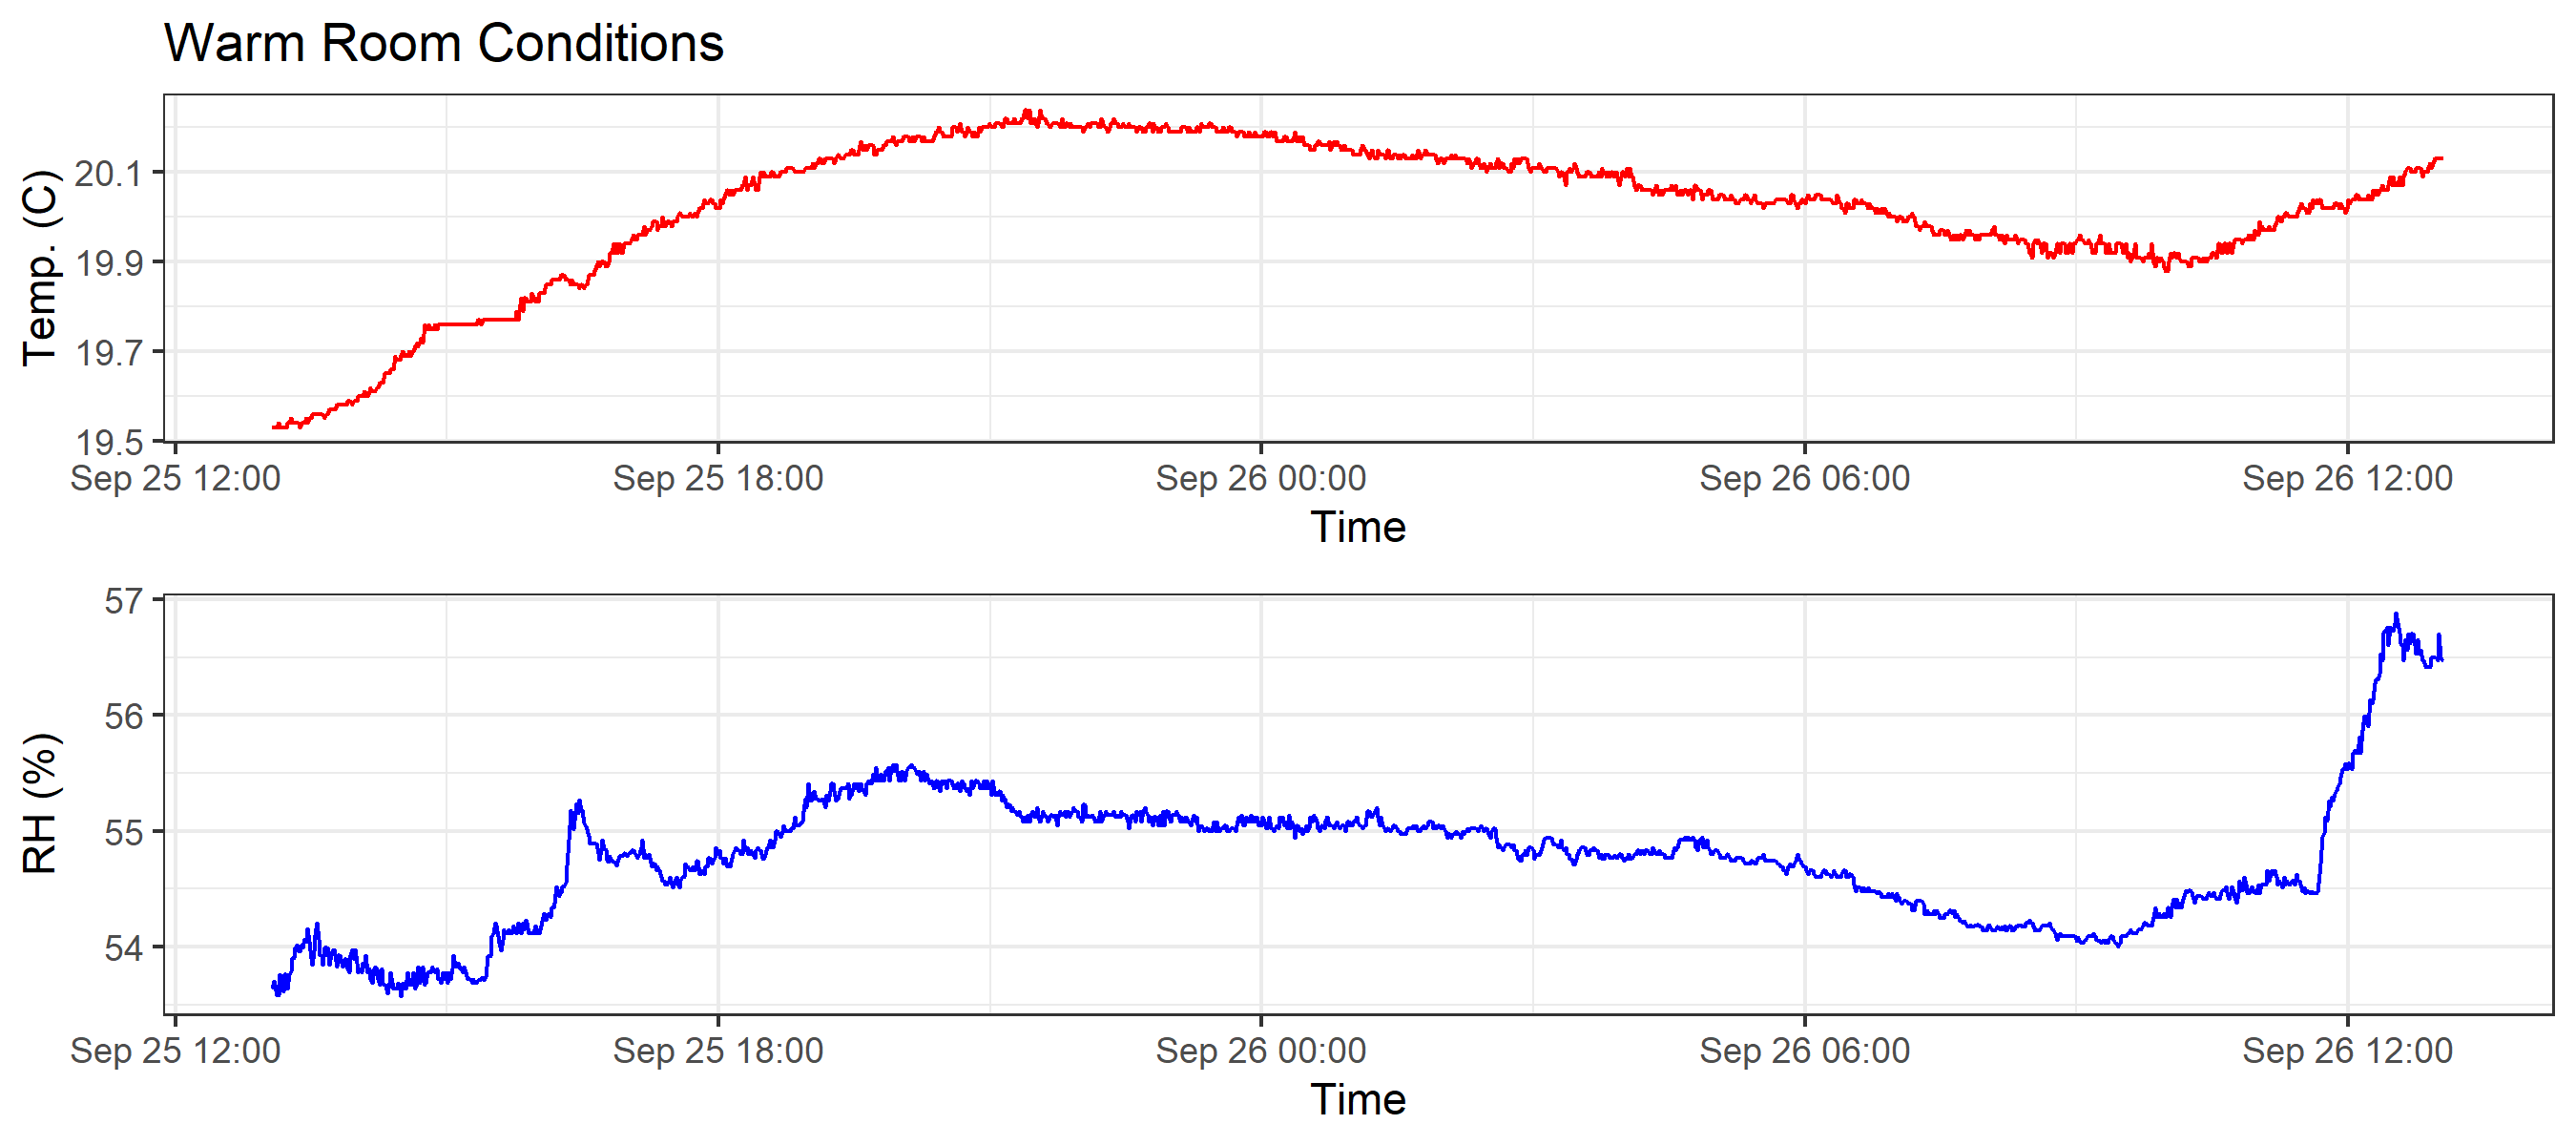 Warm Room Conditions
Temp. (C)
20.1
19.9
19.7
19.5
Sep 25 12:00 Sep 25 18:00 Sep 26 00:00 Sep 26 06:00 Sep 26 12:00
Time
RH (%)
57
56
55
54
Sep 25 12:00 Sep 25 18:00 Sep 26 00:00 Sep 26 06:00 Sep 26 12:00
Time